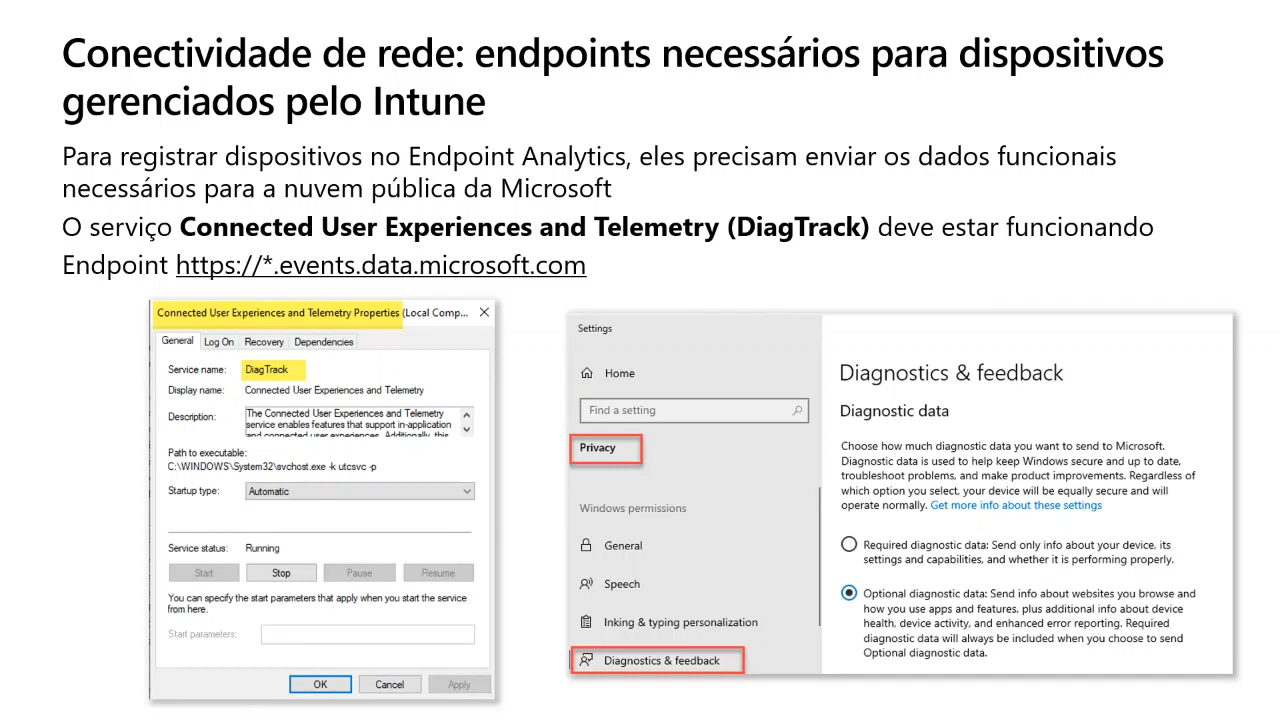 Conectividade de rede: endpoints necessários para dispositivos
gerenciados pelo Intune
Para registrar dispositivos no Endpoint Analytics, eles precisam enviar os dados funcionais
necessários para a nuvem pública da Microsoft
O serviço Connected User Experiences and Telemetry (DiagTrack) deve estar funcionando
Endpoint https://*.events.data.microsoft.com
Connected User Experiences and Telemetry Properties (Local Comp...
General Log On Recovery Dependencies
Service name: DiagTrack
Display name: Connected User Experiences and Telemetry
Description: The Connected User Experiences and Telemetry
service enables features that support in-application
and connected user experiences. Additionally, this
Path to executable:
C:\WINDOWS\System32\svchost.exe -k utcsvc -p
Startup type: Automatic
Service status: Running
Start Stop Pause Resume
You can specify the start parameters that apply when you start the service
from here.
Start parameters:
OK Cancel Apply
Settings
Home
Find a setting
Privacy
Windows permissions
General
Speech
Inking & typing personalization
Diagnostics & feedback
Diagnostics & feedback
Diagnostic data
Choose how much diagnostic data you want to send to Microsoft.
Diagnostic data is used to help keep Windows secure and up to date,
troubleshoot problems, and make product improvements. Regardless of
which option you select, your device will be equally secure and will
operate normally. Get more info about these settings
Required diagnostic data: Send only info about your device, its
settings and capabilities, and whether it is performing properly.
Optional diagnostic data: Send info about websites you browse and
how you use apps and features, plus additional info about device
health, device activity, and enhanced error reporting. Required
diagnostic data will always be included when you choose to send
Optional diagnostic data.